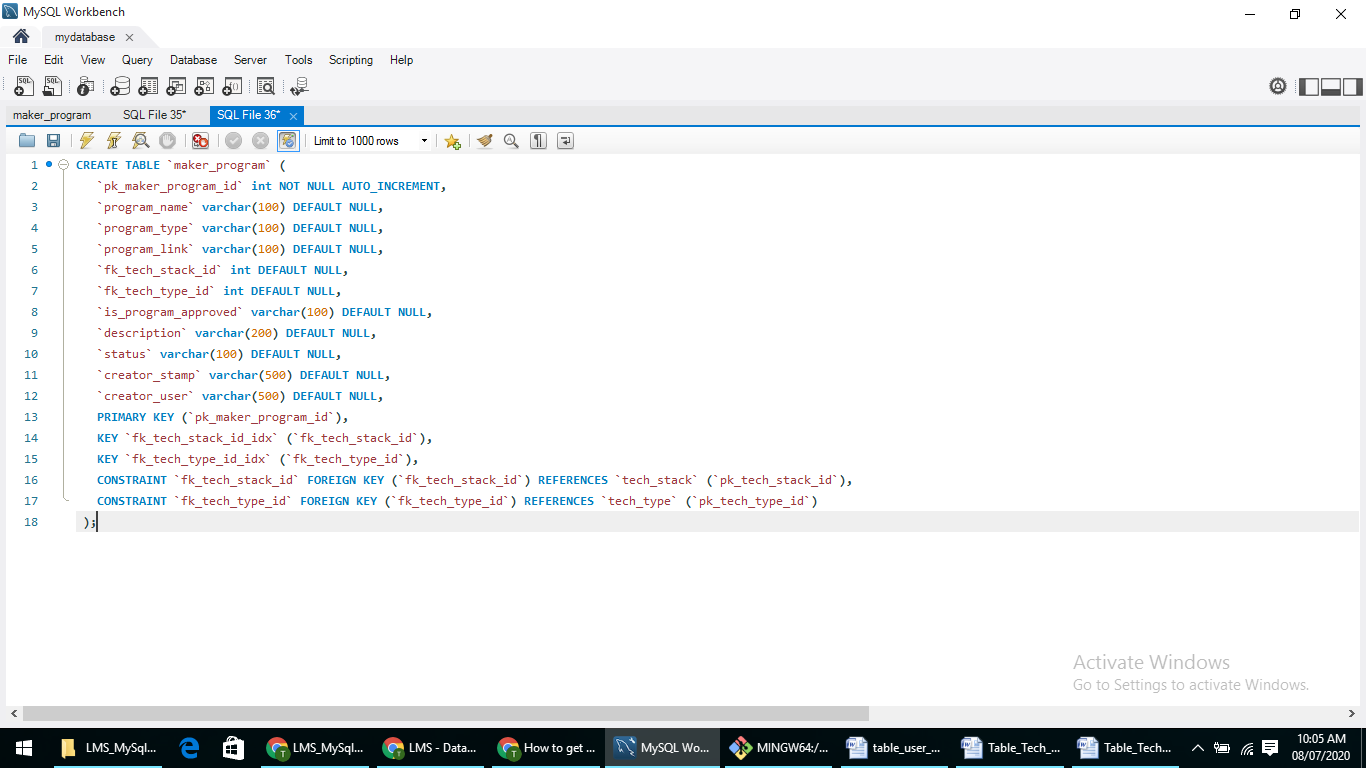 MySQL Workbench
mydatabase
File Edit View Query Database Server Tools Scripting Help
maker_program SQL File 35* SQL File 36*
Limit to 1000 rows
1 CREATE TABLE `maker_program` (
2 `pk_maker_program_id` int NOT NULL AUTO_INCREMENT,
3 `program_name` varchar(100) DEFAULT NULL,
4 `program_type` varchar(100) DEFAULT NULL,
5 `program_link` varchar(100) DEFAULT NULL,
6 `fk_tech_stack_id` int DEFAULT NULL,
7 `fk_tech_type_id` int DEFAULT NULL,
8 `is_program_approved` varchar(100) DEFAULT NULL,
9 `description` varchar(200) DEFAULT NULL,
10 `status` varchar(100) DEFAULT NULL,
11 `creator_stamp` varchar(500) DEFAULT NULL,
12 `creator_user` varchar(500) DEFAULT NULL,
13 PRIMARY KEY (`pk_maker_program_id`),
14 KEY `fk_tech_stack_id_idx` (`fk_tech_stack_id`),
15 KEY `fk_tech_type_id_idx` (`fk_tech_type_id`),
16 CONSTRAINT `fk_tech_stack_id` FOREIGN KEY (`fk_tech_stack_id`) REFERENCES `tech_stack` (`pk_tech_stack_id`),
17 CONSTRAINT `fk_tech_type_id` FOREIGN KEY (`fk_tech_type_id`) REFERENCES `tech_type` (`pk_tech_type_id`)
18 );
Activate Windows
Go to Settings to activate Windows.
LMS_MySql... LMS_MySql... LMS - Data... How to get ... MySQL Wo... MINGW64:/... table_user_... Table_Tech_... Table_Tech... 10:05 AM
08/07/2020